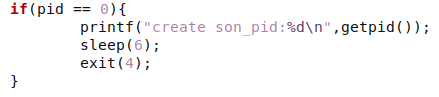 if(pid == 0){
        printf("create son_pid:%d\n",getpid());
        sleep(6);
        exit(4);
}